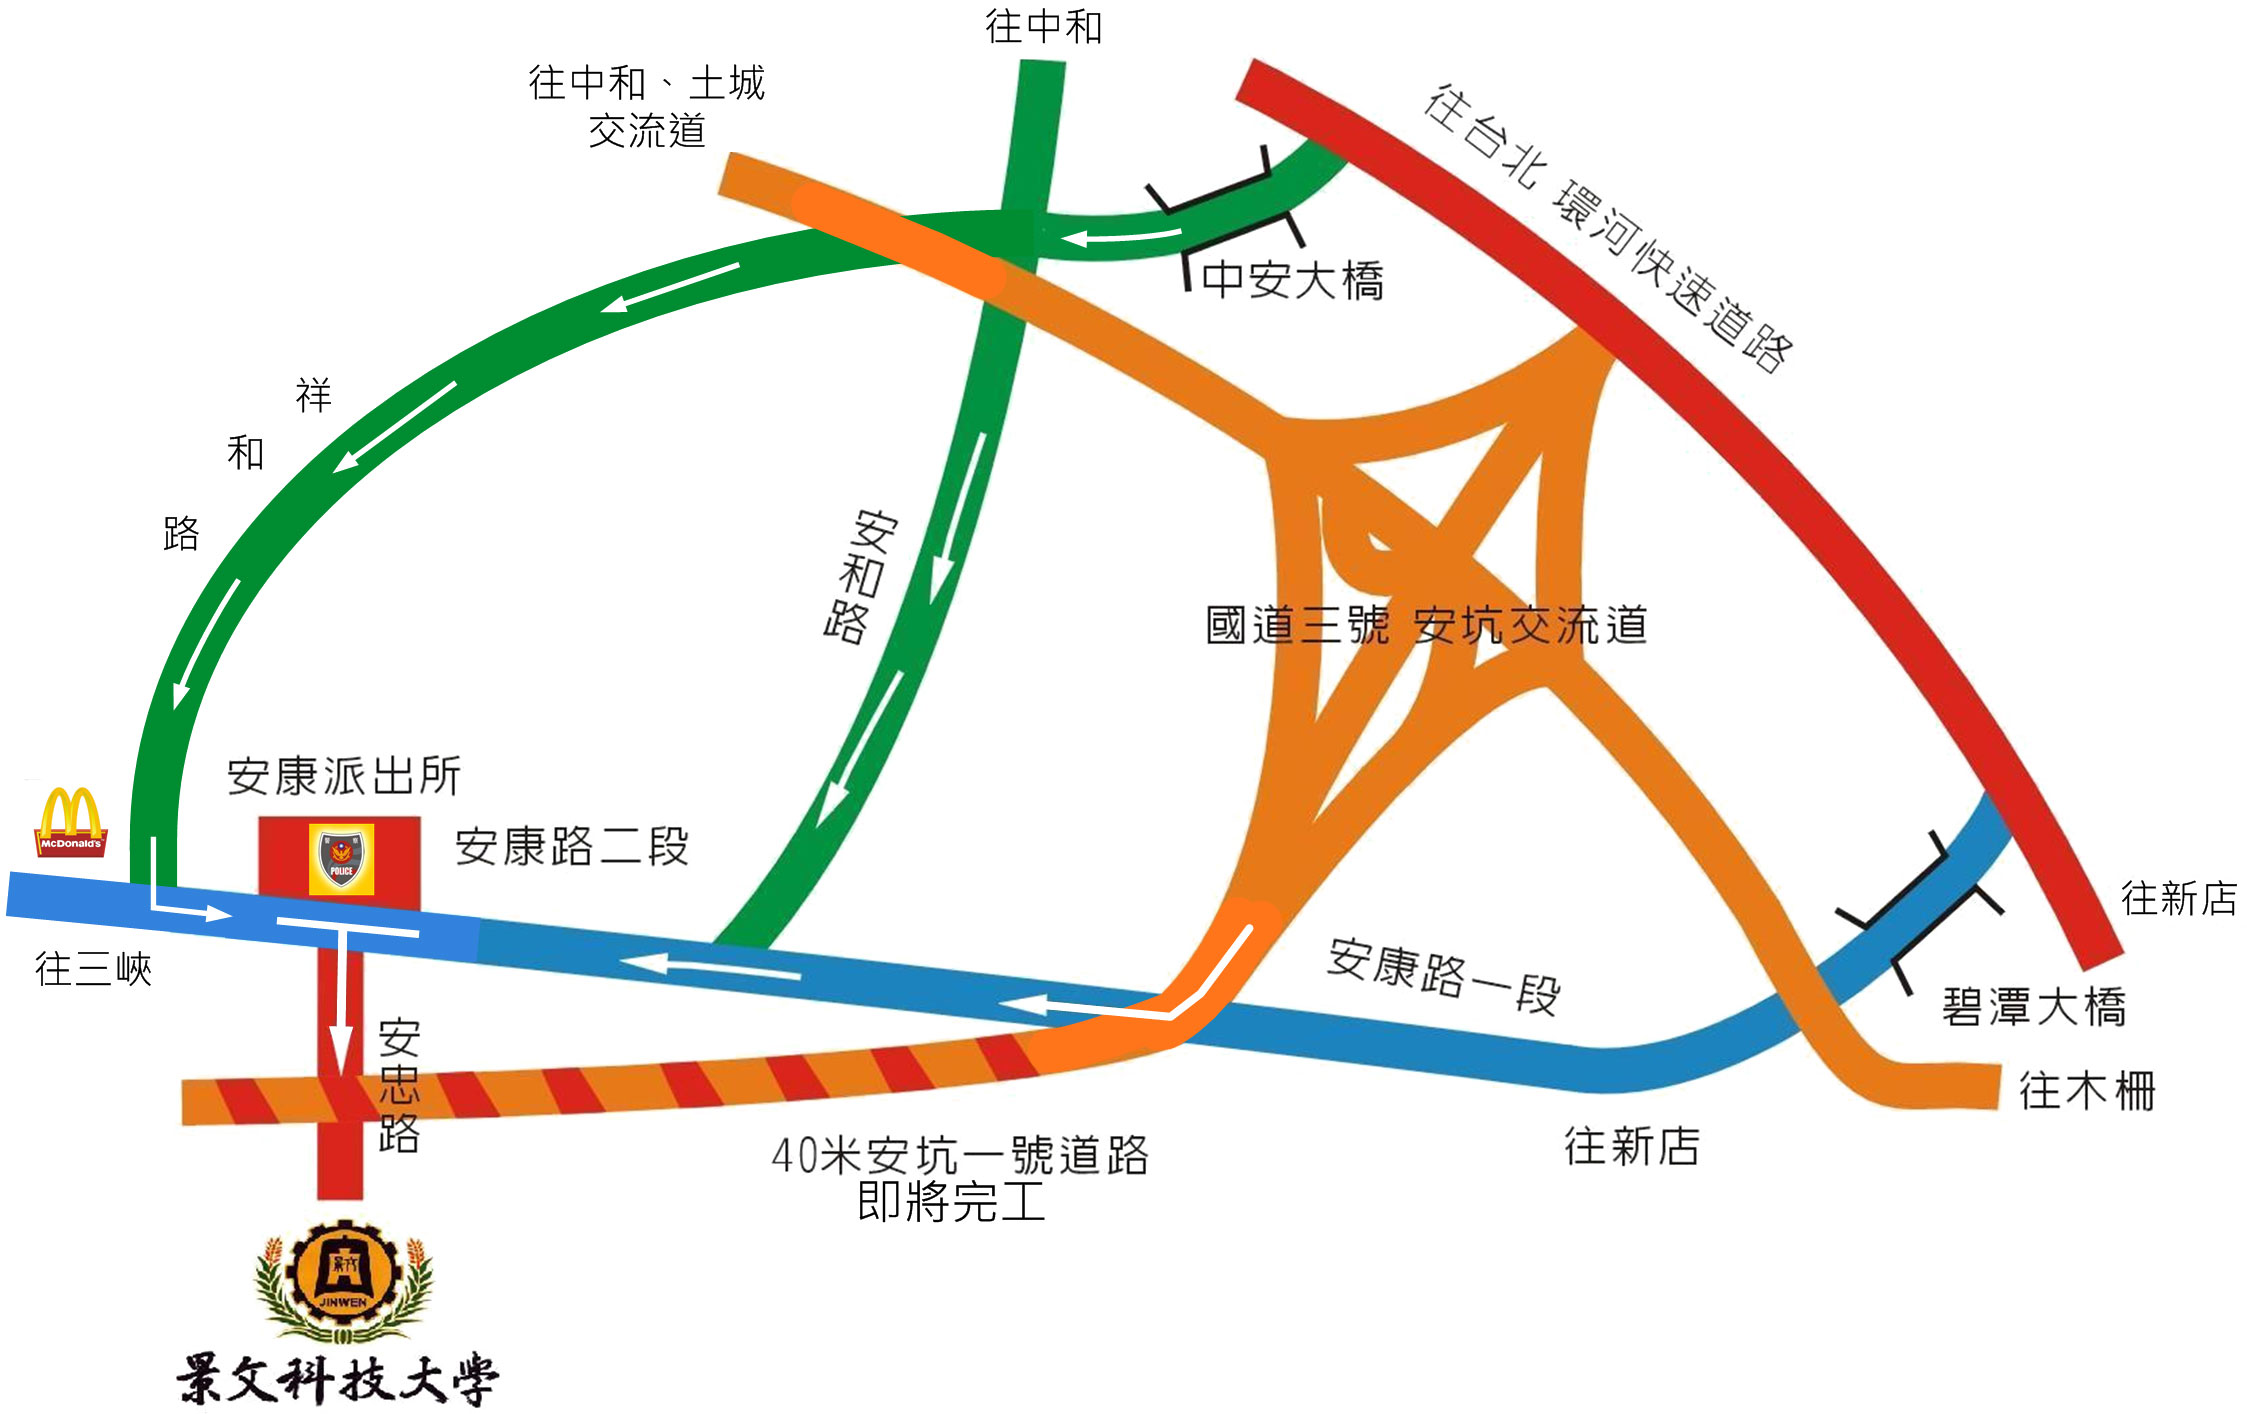 往中和
往中和、土城
交流道
往台北 環河快速道路
中安大橋
祥和路
安和路
國道三號 安坑交流道
安康派出所
McDonald's
POLICE
安康路二段
往三峽
安忠路
安康路一段
往新店
碧潭大橋
往木柵
往新店
40米安坑一號道路
即將完工
景文
JINWEN
景文科技大學